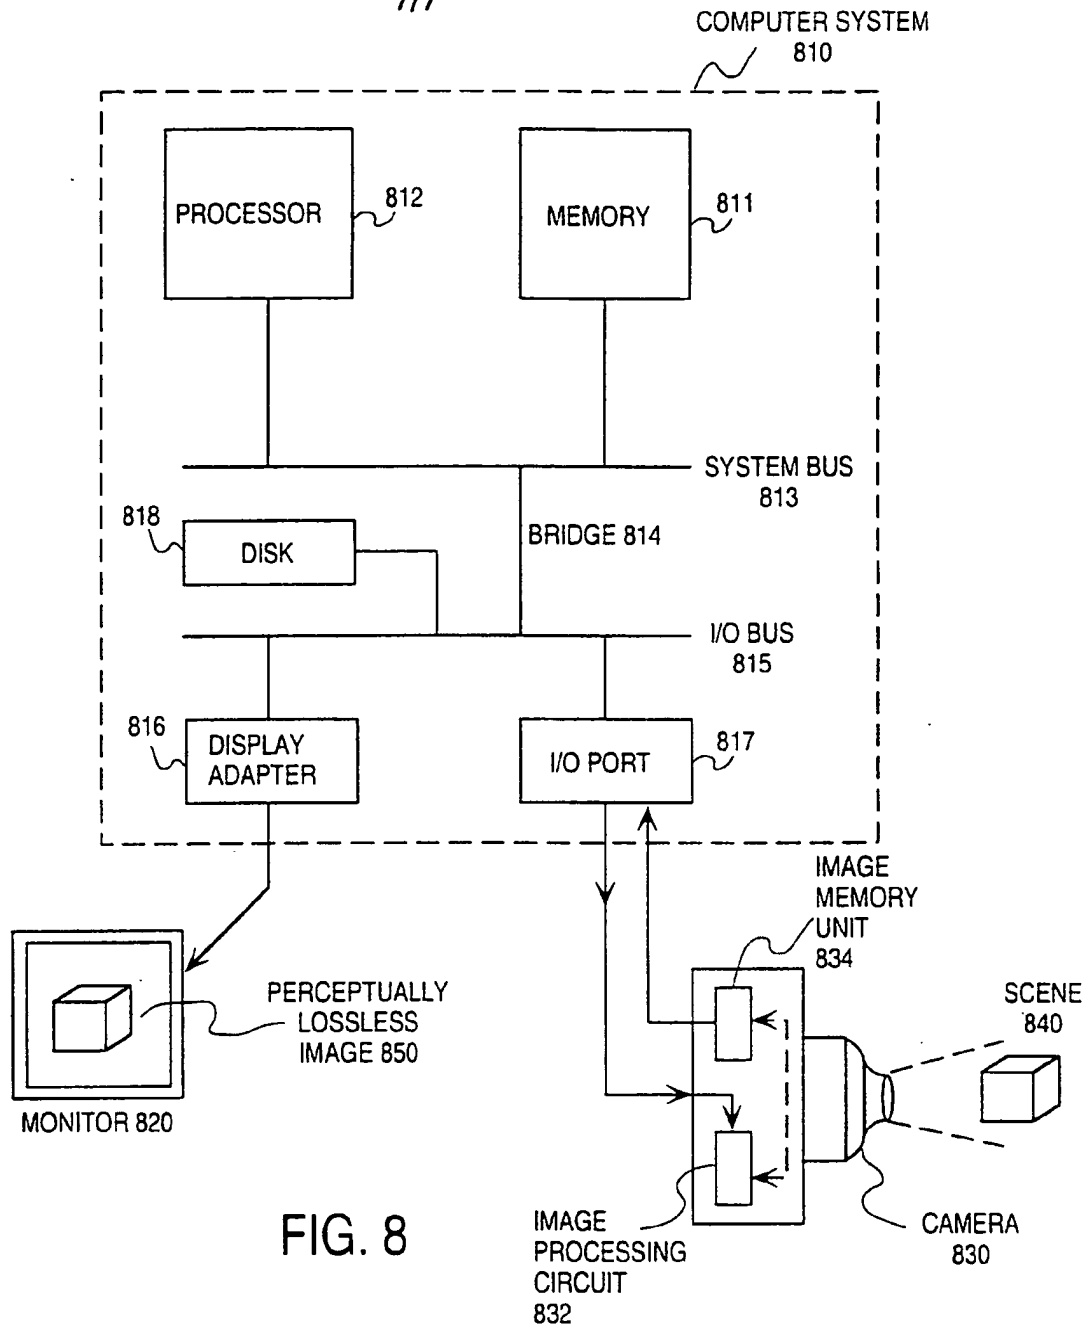 COMPUTER SYSTEM
810
PROCESSOR
812
MEMORY
811
SYSTEM BUS
813
818
DISK
BRIDGE 814
I/O BUS
815
816
DISPLAY
ADAPTER
I/O PORT
817
IMAGE
MEMORY
UNIT
834
PERCEPTUALLY
LOSSLESS
IMAGE 850
SCENE
840
MONITOR 820
FIG. 8
IMAGE
PROCESSING
CIRCUIT
832
CAMERA
830